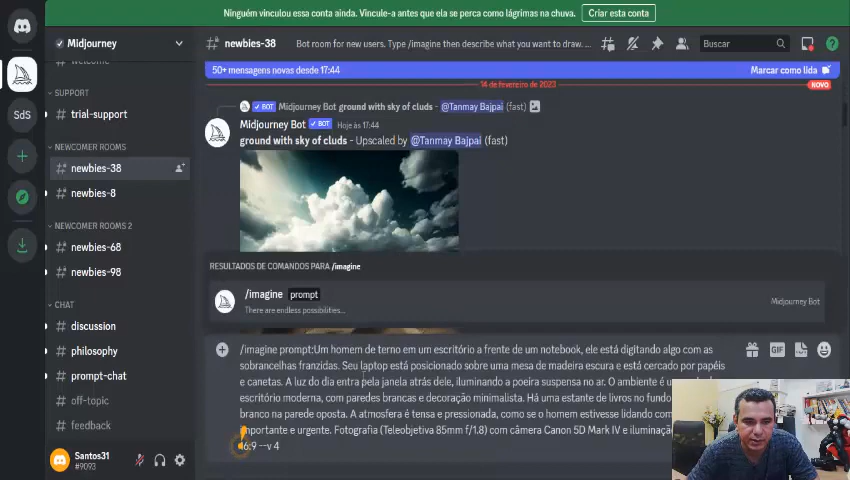 Ninguém vinculou essa conta ainda. Vincule-a antes que ela se perca como lágrimas na chuva. Criar esta conta
Midjourney
newbies-38 Bot room for new users. Type /imagine then describe what you want to draw. ... Buscar
welcome
50+ mensagens novas desde 17:44 Marcar como lida
14 de fevereiro de 2023 NOVO
SUPPORT
trial-support
NEWCOMER ROOMS
newbies-38
newbies-8
NEWCOMER ROOMS 2
newbies-68
newbies-98
CHAT
discussion
philosophy
prompt-chat
off-topic
feedback
SdS
Santos31
#9093
BOT Midjourney Bot ground with sky of cluds - @Tanmay Bajpai (fast)
Midjourney Bot BOT Hoje às 17:44
ground with sky of cluds - Upscaled by @Tanmay Bajpai (fast)
RESULTADOS DE COMANDOS PARA /imagine
/imagine prompt
There are endless possibilities...
Midjourney Bot
/imagine prompt:Um homem de terno em um escritório a frente de um notebook, ele está digitando algo com as
sobrancelhas franzidas. Seu laptop está posicionado sobre uma mesa de madeira escura e está cercado por papéis
e canetas. A luz do dia entra pela janela atrás dele, iluminando a poeira suspensa no ar. O ambiente é um
escritório moderno, com paredes brancas e decoração minimalista. Há uma estante de livros no fundo
branco na parede oposta. A atmosfera é tensa e pressionada, como se o homem estivesse lidando com
importante e urgente. Fotografia (Teleobjetiva 85mm f/1.8) com câmera Canon 5D Mark IV e iluminação
6:9 --v 4
GIF